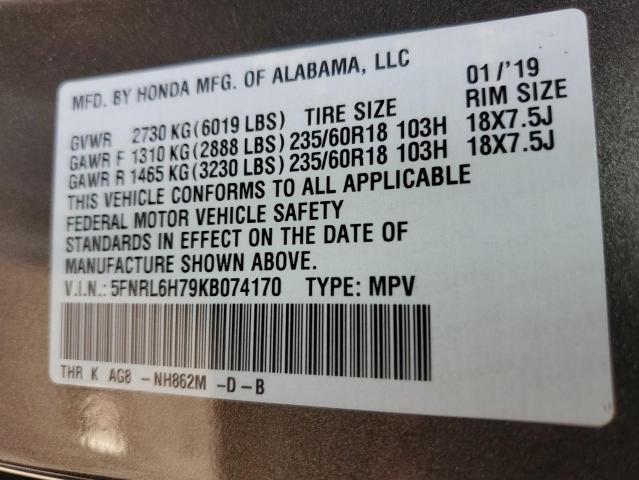 MFD. BY HONDA MFG. OF ALABAMA, LLC 01/'19
GVWR 2730 KG(6019 LBS) TIRE SIZE RIM SIZE
GAWR F 1310 KG(2888 LBS)235/60R18 103H 18X7.5J
GAWR R 1465 KG(3230 LBS)235/60R18 103H 18X7.5J
THIS VEHICLE CONFORMS TO ALL APPLICABLE
FEDERAL MOTOR VEHICLE SAFETY
STANDARDS IN EFFECT ON THE DATE OF
MANUFACTURE SHOWN ABOVE.
V.I.N.: 5FNRL6H79KB074170 TYPE: MPV
THR K AG8 - NH862M -D-B